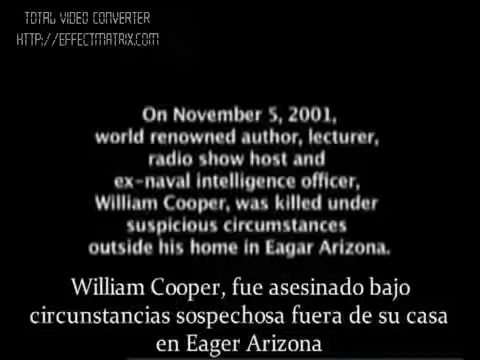 TOTAL VIDEO CONVERTER
HTTP://EFFECTMATRIX.COM
On November 5, 2001,
world renowned author, lecturer,
radio show host and
ex-naval intelligence officer,
William Cooper, was killed under
suspicious circumstances
outside his home in Eagar Arizona.
William Cooper, fue asesinado bajo
circunstancias sospechosa fuera de su casa
en Eager Arizona